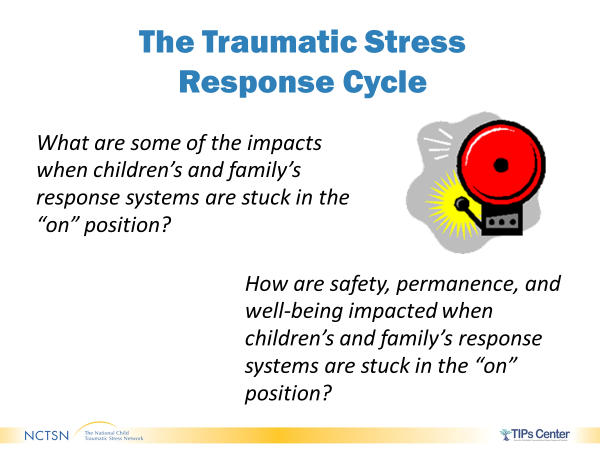 The Traumatic Stress
Response Cycle
What are some of the impacts
when children’s and family’s
response systems are stuck in the
“on” position?
How are safety, permanence, and
well-being impacted when
children’s and family’s response
systems are stuck in the “on”
position?
NCTSN
The National Child
Traumatic Stress Network
TIPs Center